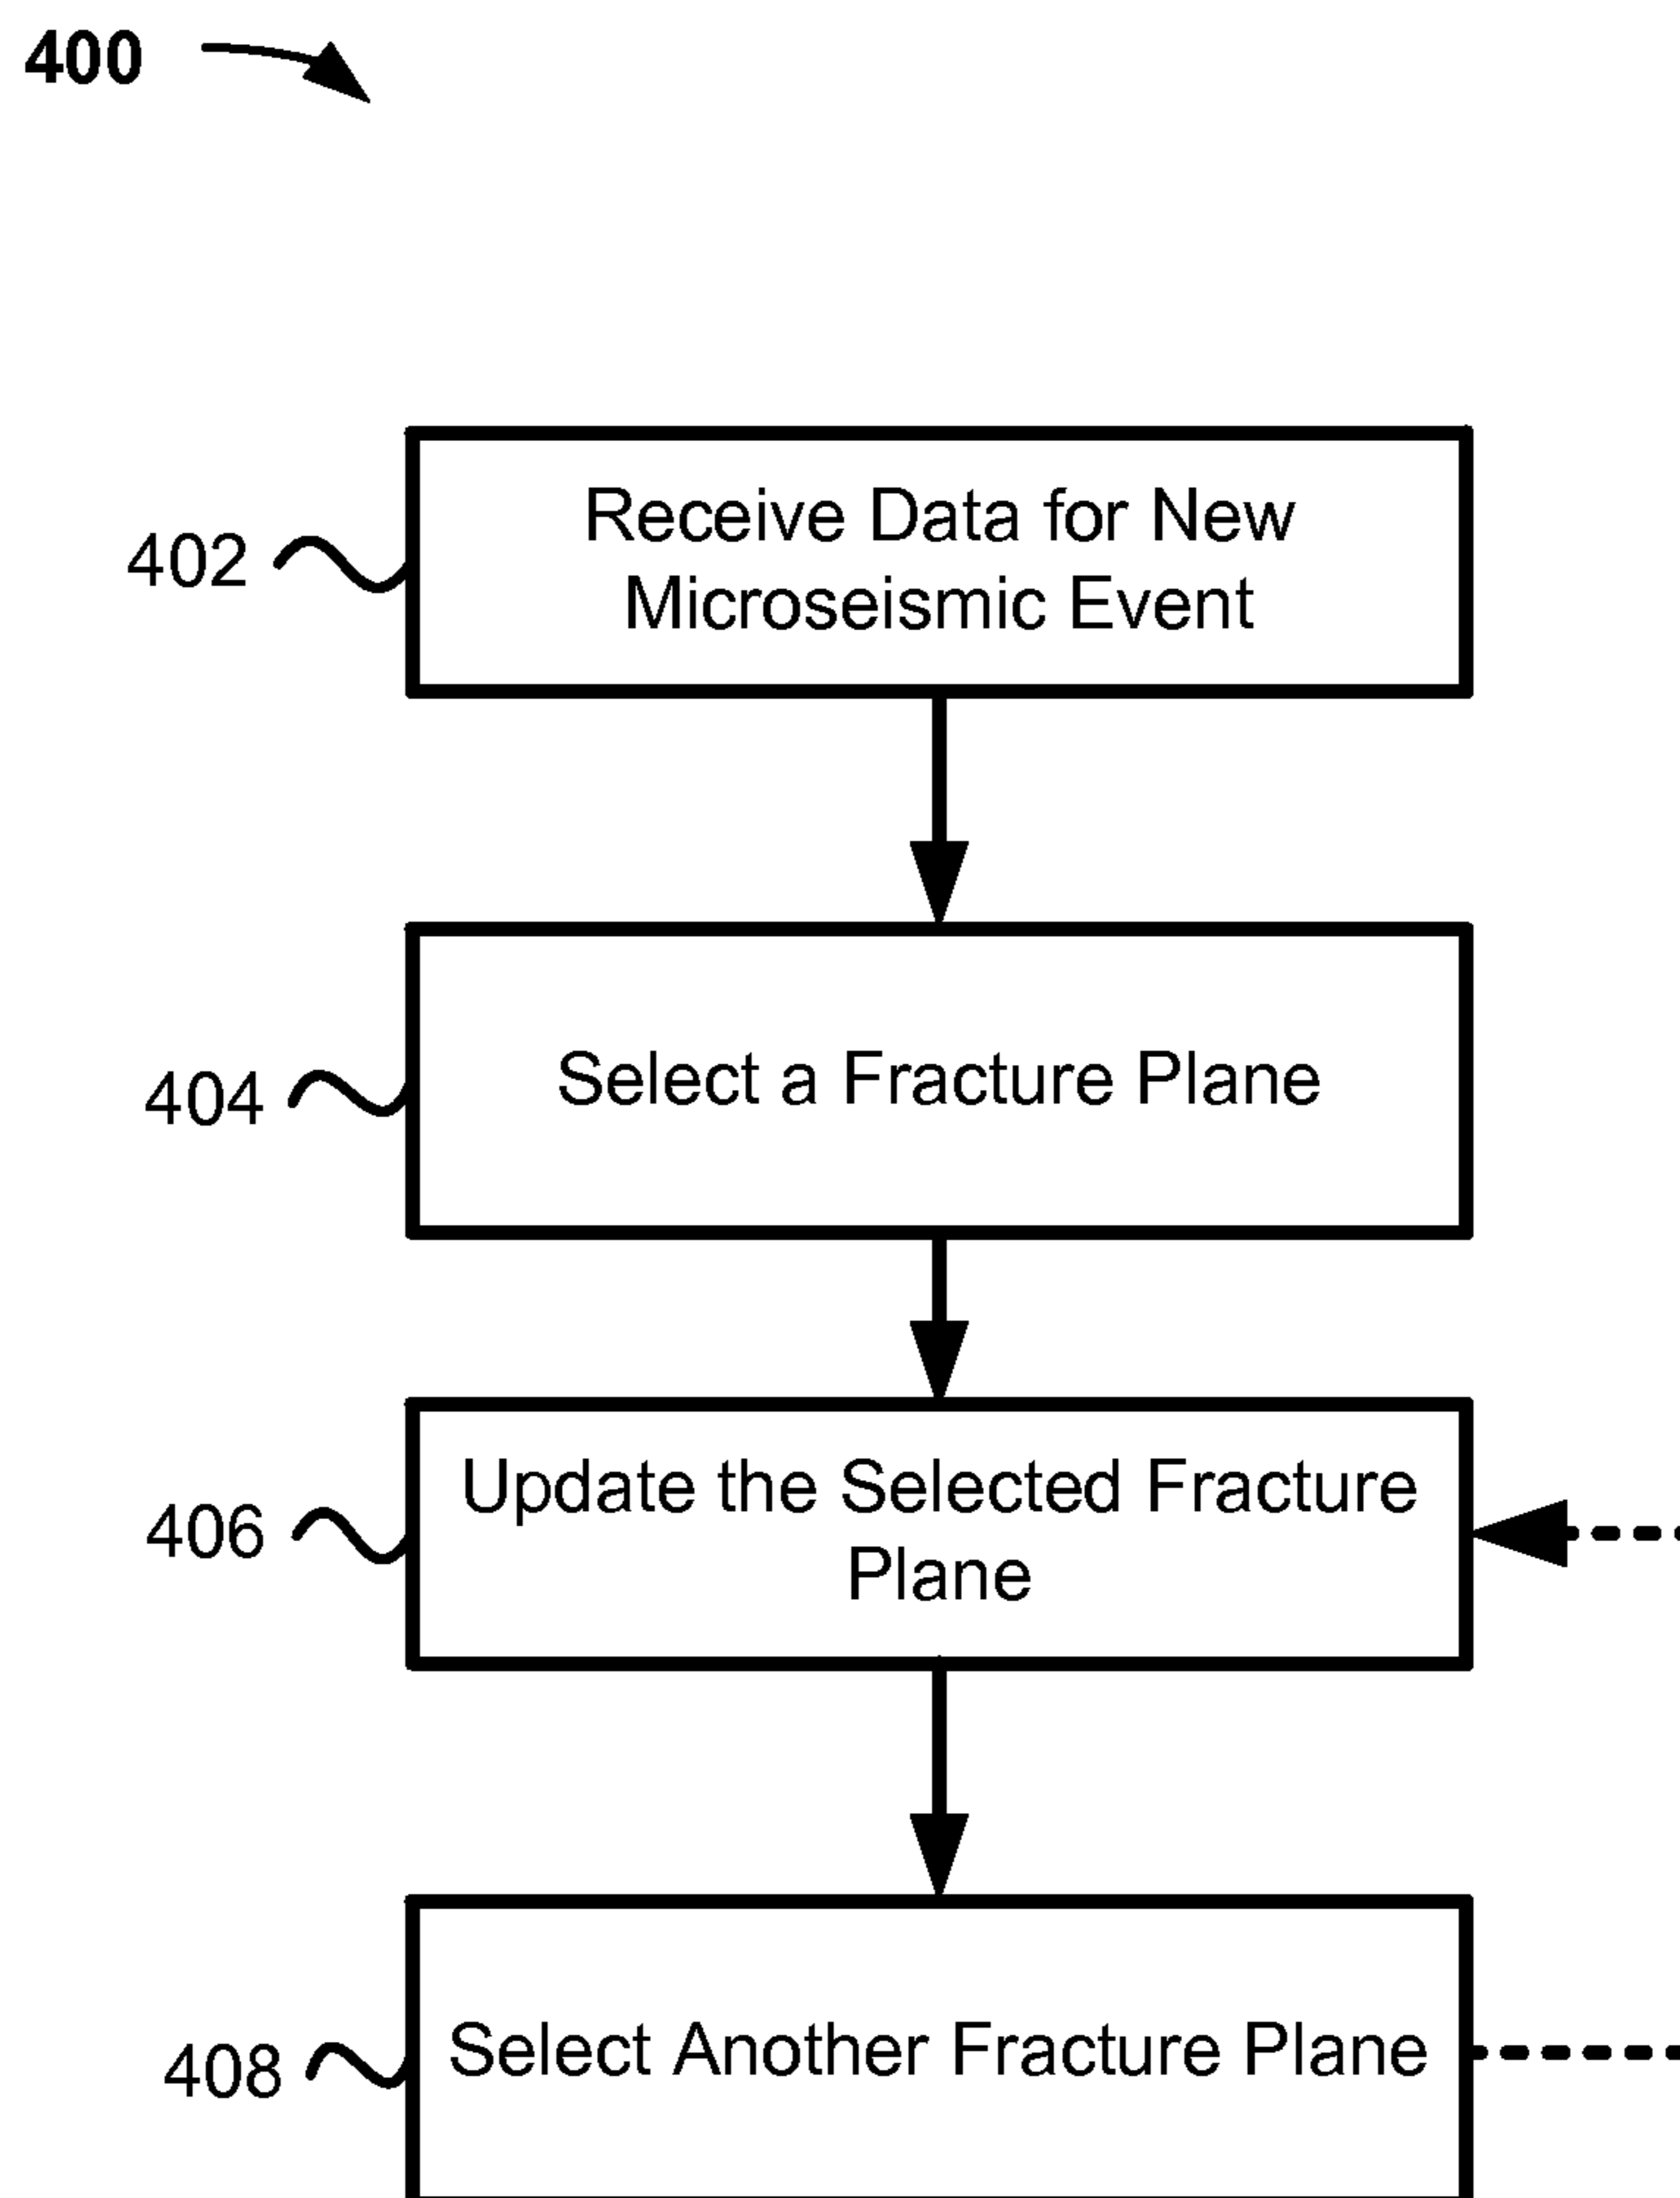 400
402
Receive Data for New
Microseismic Event
404
Select a Fracture Plane
406
Update the Selected Fracture
Plane
408
Select Another Fracture Plane